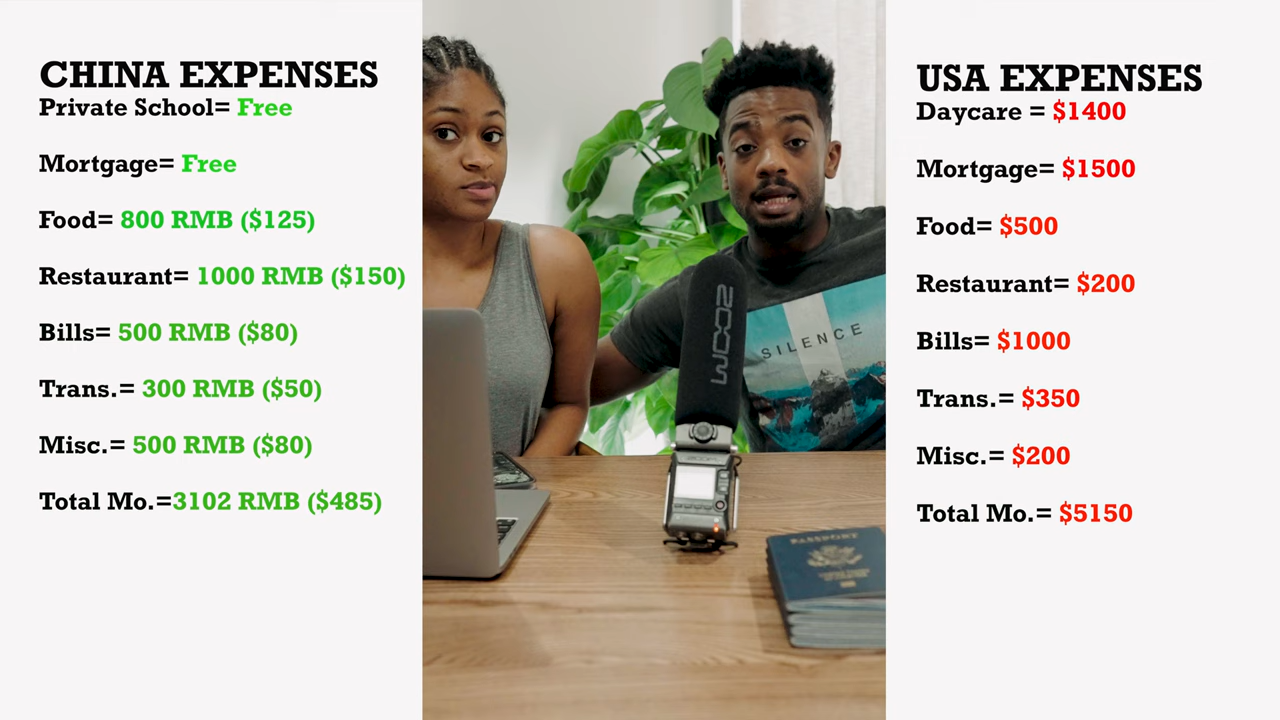 CHINA EXPENSES
Private School= Free
Mortgage= Free
Food= 800 RMB ($125)
Restaurant= 1000 RMB ($150)
Bills= 500 RMB ($80)
Trans.= 300 RMB ($50)
Misc.= 500 RMB ($80)
Total Mo.=3102 RMB ($485)
SILENCE
ZOOM
PASSPORT
USA EXPENSES
Daycare = $1400
Mortgage= $1500
Food= $500
Restaurant= $200
Bills= $1000
Trans.= $350
Misc.= $200
Total Mo.= $5150